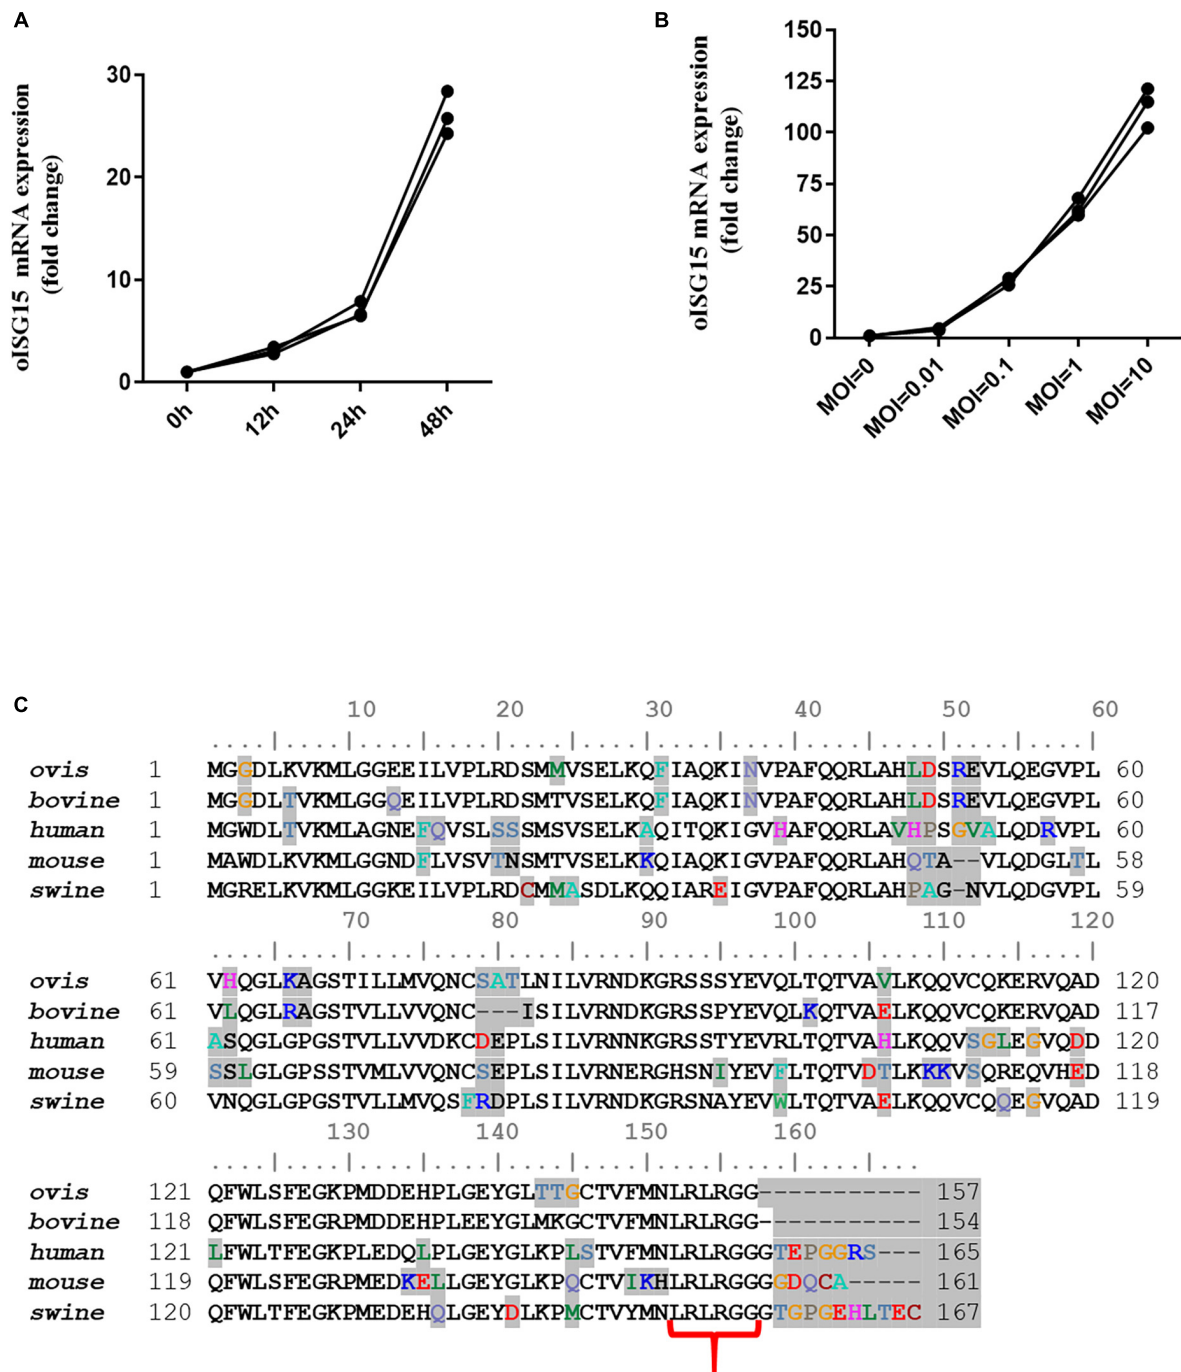 A
oISG15 mRNA expression
(fold change)
30
20
10
0
0h
12h
24h
48h
B
oISG15 mRNA expression
(fold change)
150
125
100
75
50
25
0
MOI=0
MOI=0.01
MOI=0.1
MOI=1
MOI=10
C
10 20 30 40 50 60
ovis 1 MGGDLKVKMLGGEEILVPLRDSMMVSELKQFIAQKINVPAFQQRLAHLDSREVLQEGVPL 60
bovine 1 MGGDLTVKMLGGQEILVPLRDSMTVSELKQFIAQKINVPAFQQRLAHLDSREVLQEGVPL 60
human 1 MGWDLTVKMLAGNEFQVSLSSSMSVSELKAQITQKIGVHAFQQRLAVHPSGVALQDRVPL 60
mouse 1 MAWDLKVKMLGGNDFLVSVTNSMTVSELKKQIAQKIGVPAFQQRLAHQTA--VLQDGLTL 58
swine 1 MGRELKVKMLGGKEILVPLRDCMMASDLKQQIAREIGVPAFQQRLAHPAG-NVLQDGVPL 59
70 80 90 100 110 120
ovis 61 VHQGLKAGSTILLMVQNCSATLNILVRNDKGRSSSYEVQLTQTVAVLKQQVCQKERVQAD 120
bovine 61 VLQGLRAGSTVLLVVQNC---ISILVRNDKGRSSPYEVQLKQTVAELKQQVCQKERVQAD 117
human 61 ASQGLGPGSTVLLVVDKCDEPLSILVRNNKGRSSTYEVRLTQTVAHLKQQVSGLEGVQDD 120
mouse 59 SSLGLGPSSTVMLVVQNCSEPLSILVRNERGHSNIYEVFLTQTVDTLKKKVSQREQVHED 118
swine 60 VNQGLGPGSTVLLMVQSFRDPLSILVRNDKGRSNAYEVWLTQTVAELKQQVCQQEGVQAD 119
130 140 150 160
ovis 121 QFWLSFEGKPMDDEHPLGEYGLTTGCTVFMNLRLRGG----------- 157
bovine 118 QFWLSFEGRPMDDEHPLEEYGLMKGCTVFMNLRLRGG----------- 154
human 121 LFWLTFEGKPLEDQLPLGEYGLKPLSTVFMNLRLRGGGTEPGGRS--- 165
mouse 119 QFWLSFEGRPMEDKELLGEYGLKPQCTVIKHLRLRGGGGDQCA----- 161
swine 120 QFWLTFEGKPMEDEHQLGEYDLKPMCTVYMNLRLRGGGTGPGEHLTEC 167